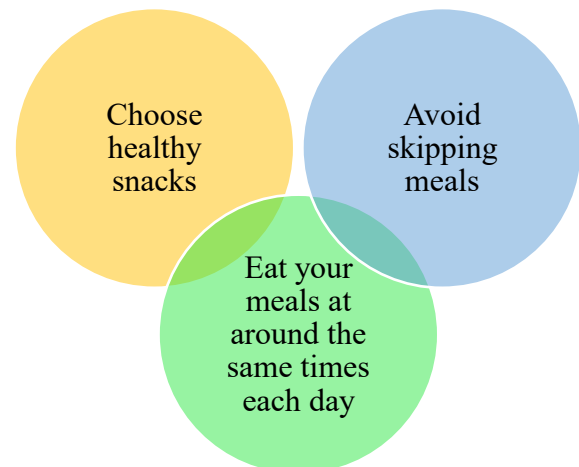 Choose
healthy
snacks
Avoid
skipping
meals
Eat your
meals at
around the
same times
each day